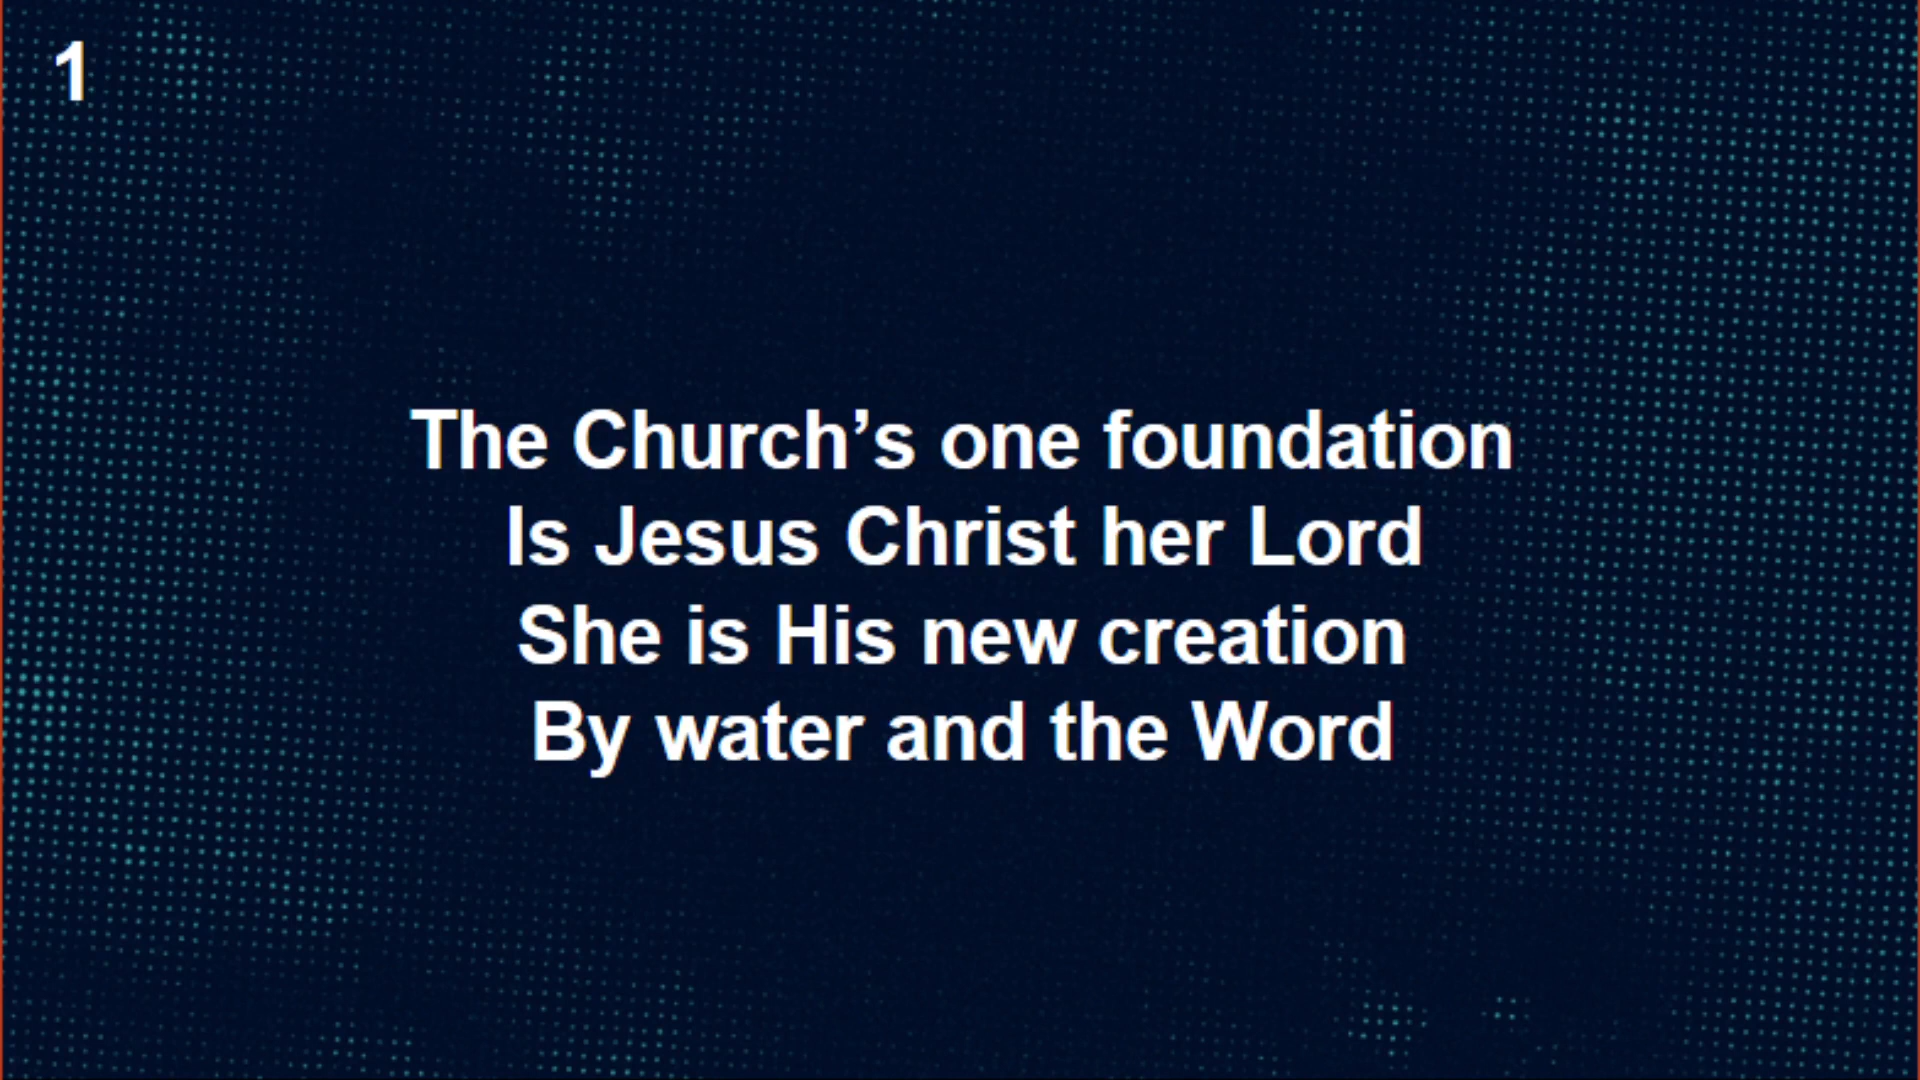 1
The Church’s one foundation
Is Jesus Christ her Lord
She is His new creation
By water and the Word